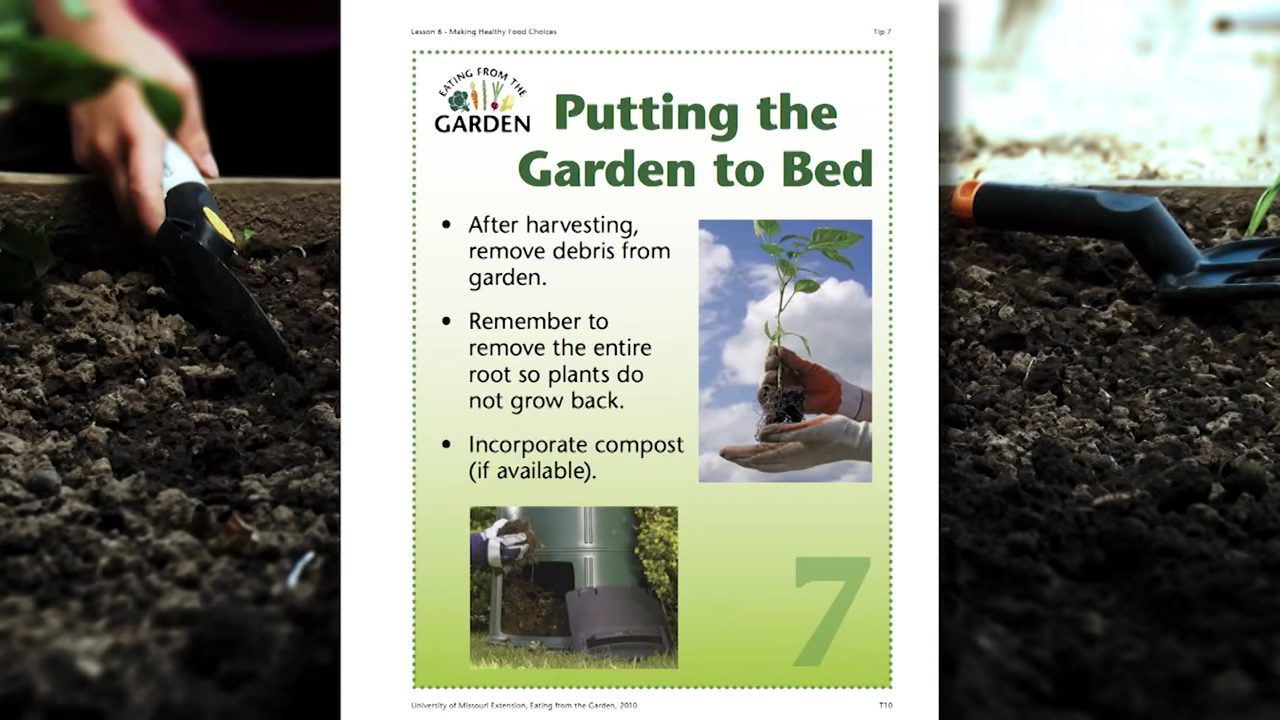 Lesson 6 - Making Healthy Food Choices
Tip 7
EATING FROM THE
GARDEN
Putting the
Garden to Bed
• After harvesting,
remove debris from
garden.
• Remember to
remove the entire
root so plants do
not grow back.
• Incorporate compost
(if available).
7
University of Missouri Extension, Eating from the Garden, 2010
T10